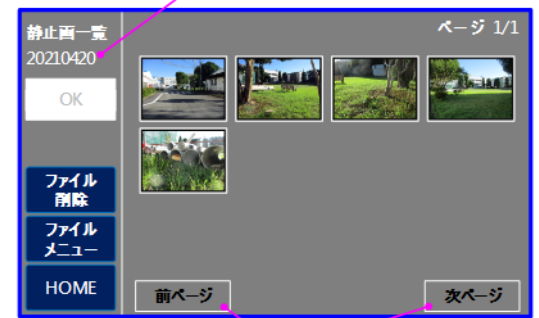 静止画一覧
ページ 1/1
20210420
OK
ファイル
削除
ファイル
メニュー
HOME
前ページ
次ページ